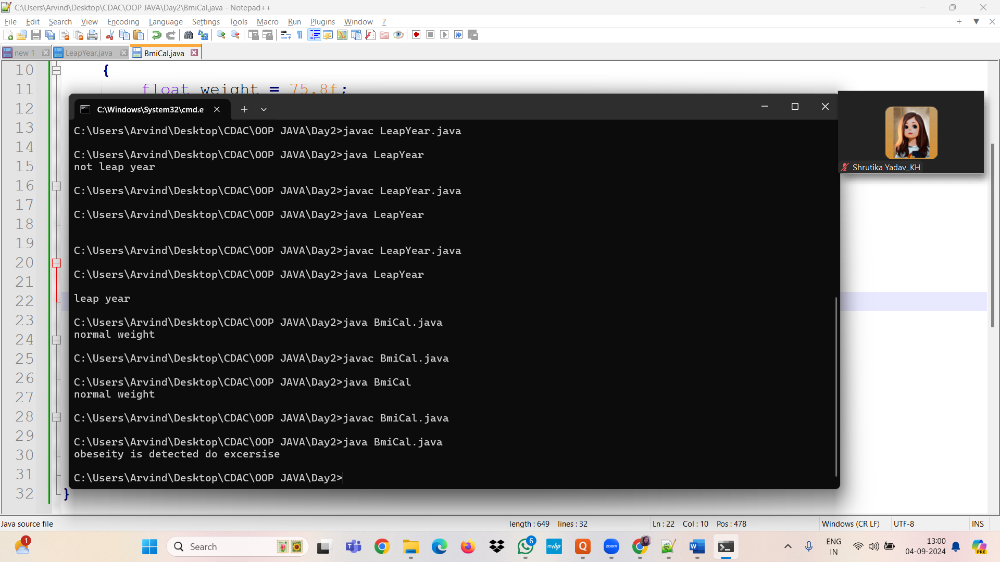 C:\Users\Arvind\Desktop\CDAC\OOP JAVA\Day2\BmiCal.java - Notepad++
File Edit Search View Encoding Language Settings Tools Macro Run Plugins Window ?
new 1 LeapYear.java BmiCal.java
10 {
11 float weight = 75.8f;
12
13
14
15
16
17
18
19
20
21
22
23
24
25
26
27
28
29
30
31
32 }
C:\Windows\System32\cmd.e
C:\Users\Arvind\Desktop\CDAC\OOP JAVA\Day2>javac LeapYear.java
C:\Users\Arvind\Desktop\CDAC\OOP JAVA\Day2>java LeapYear
not leap year
C:\Users\Arvind\Desktop\CDAC\OOP JAVA\Day2>javac LeapYear.java
C:\Users\Arvind\Desktop\CDAC\OOP JAVA\Day2>java LeapYear
C:\Users\Arvind\Desktop\CDAC\OOP JAVA\Day2>javac LeapYear.java
C:\Users\Arvind\Desktop\CDAC\OOP JAVA\Day2>java LeapYear
leap year
C:\Users\Arvind\Desktop\CDAC\OOP JAVA\Day2>java BmiCal.java
normal weight
C:\Users\Arvind\Desktop\CDAC\OOP JAVA\Day2>javac BmiCal.java
C:\Users\Arvind\Desktop\CDAC\OOP JAVA\Day2>java BmiCal
normal weight
C:\Users\Arvind\Desktop\CDAC\OOP JAVA\Day2>javac BmiCal.java
C:\Users\Arvind\Desktop\CDAC\OOP JAVA\Day2>java BmiCal.java
obeseity is detected do excersise
C:\Users\Arvind\Desktop\CDAC\OOP JAVA\Day2>
Shrutika Yadav_KH
Java source file length : 649 lines : 32 Ln : 22 Col : 10 Pos : 478 Windows (CR LF) UTF-8 INS
1 Search myhp zoom 6 PRE
ENG 13:00
IN 04-09-2024